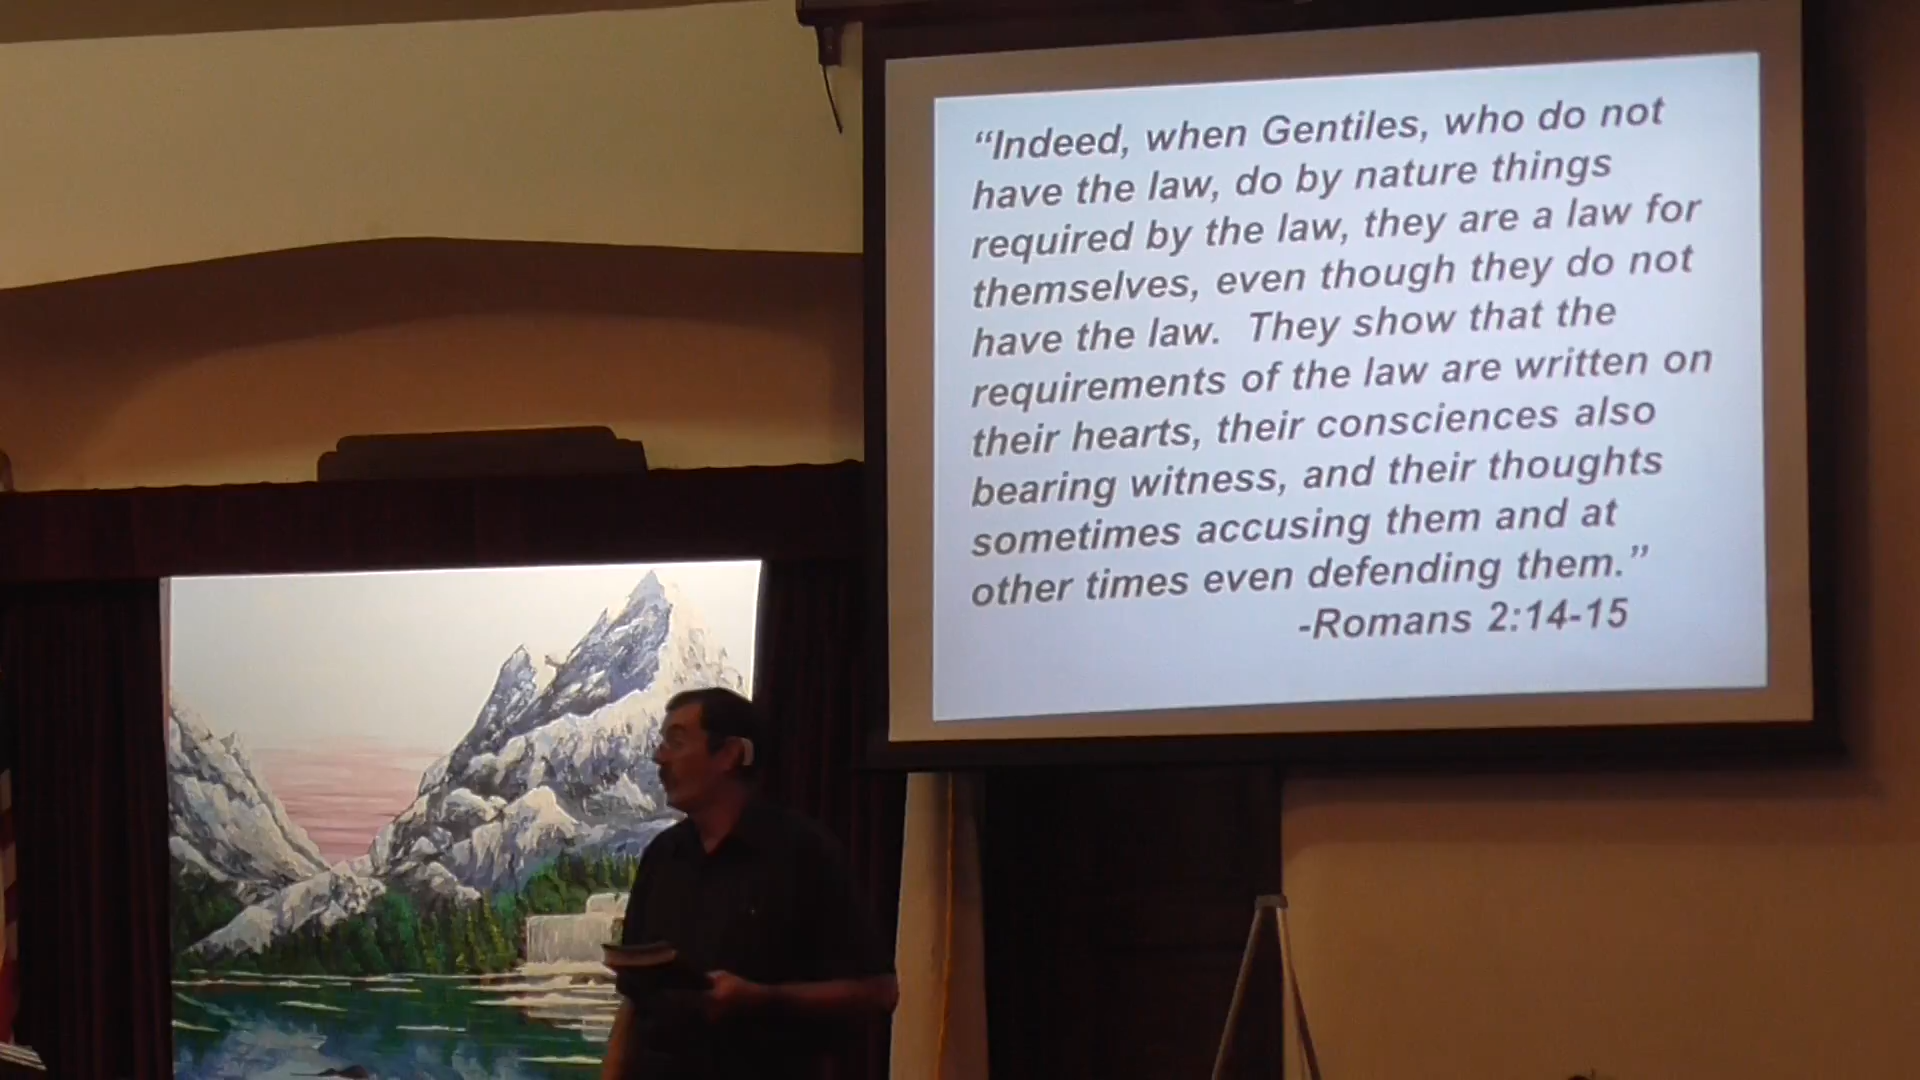 “Indeed, when Gentiles, who do not
have the law, do by nature things
required by the law, they are a law for
themselves, even though they do not
have the law.  They show that the
requirements of the law are written on
their hearts, their consciences also
bearing witness, and their thoughts
sometimes accusing them and at
other times even defending them.”
-Romans 2:14-15